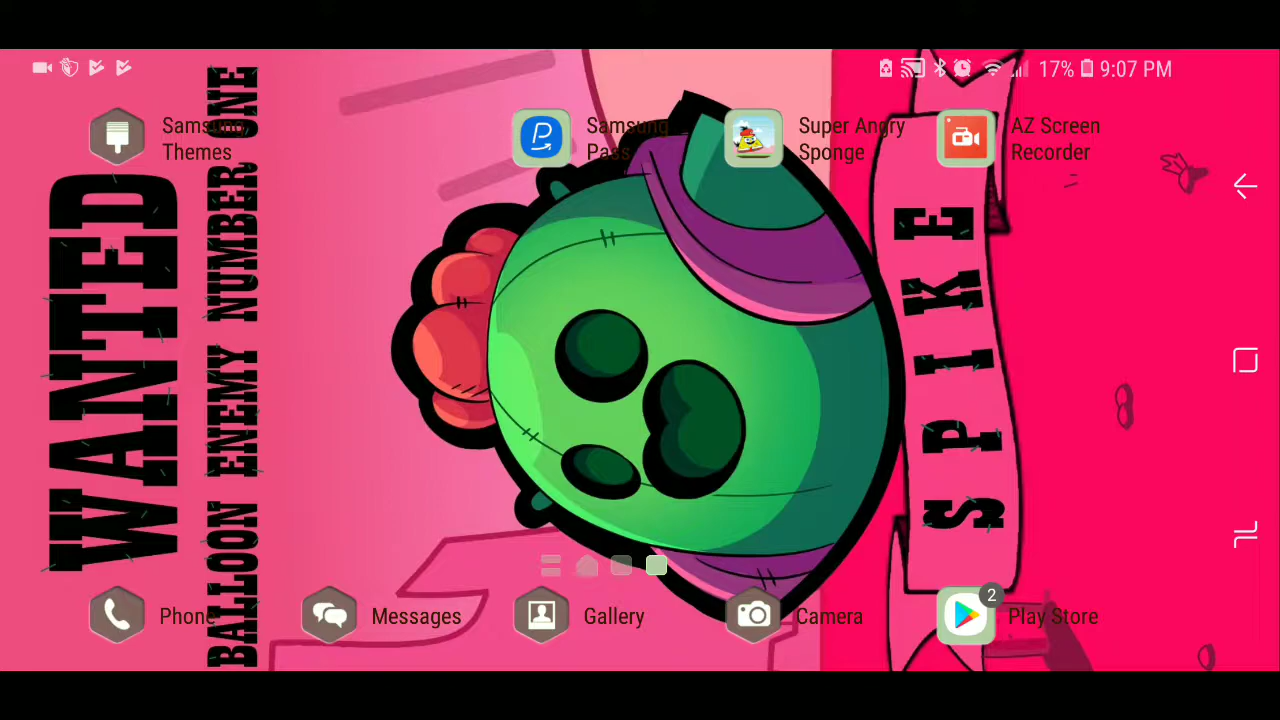 17% 9:07 PM
Samsung
Themes
Samsung
Pass
Super Angry
Sponge
AZ Screen
Recorder
WANTED
BALLOON ENEMY NUMBER ONE
SPIKE
Phone
Messages
Gallery
Camera
2
Play Store